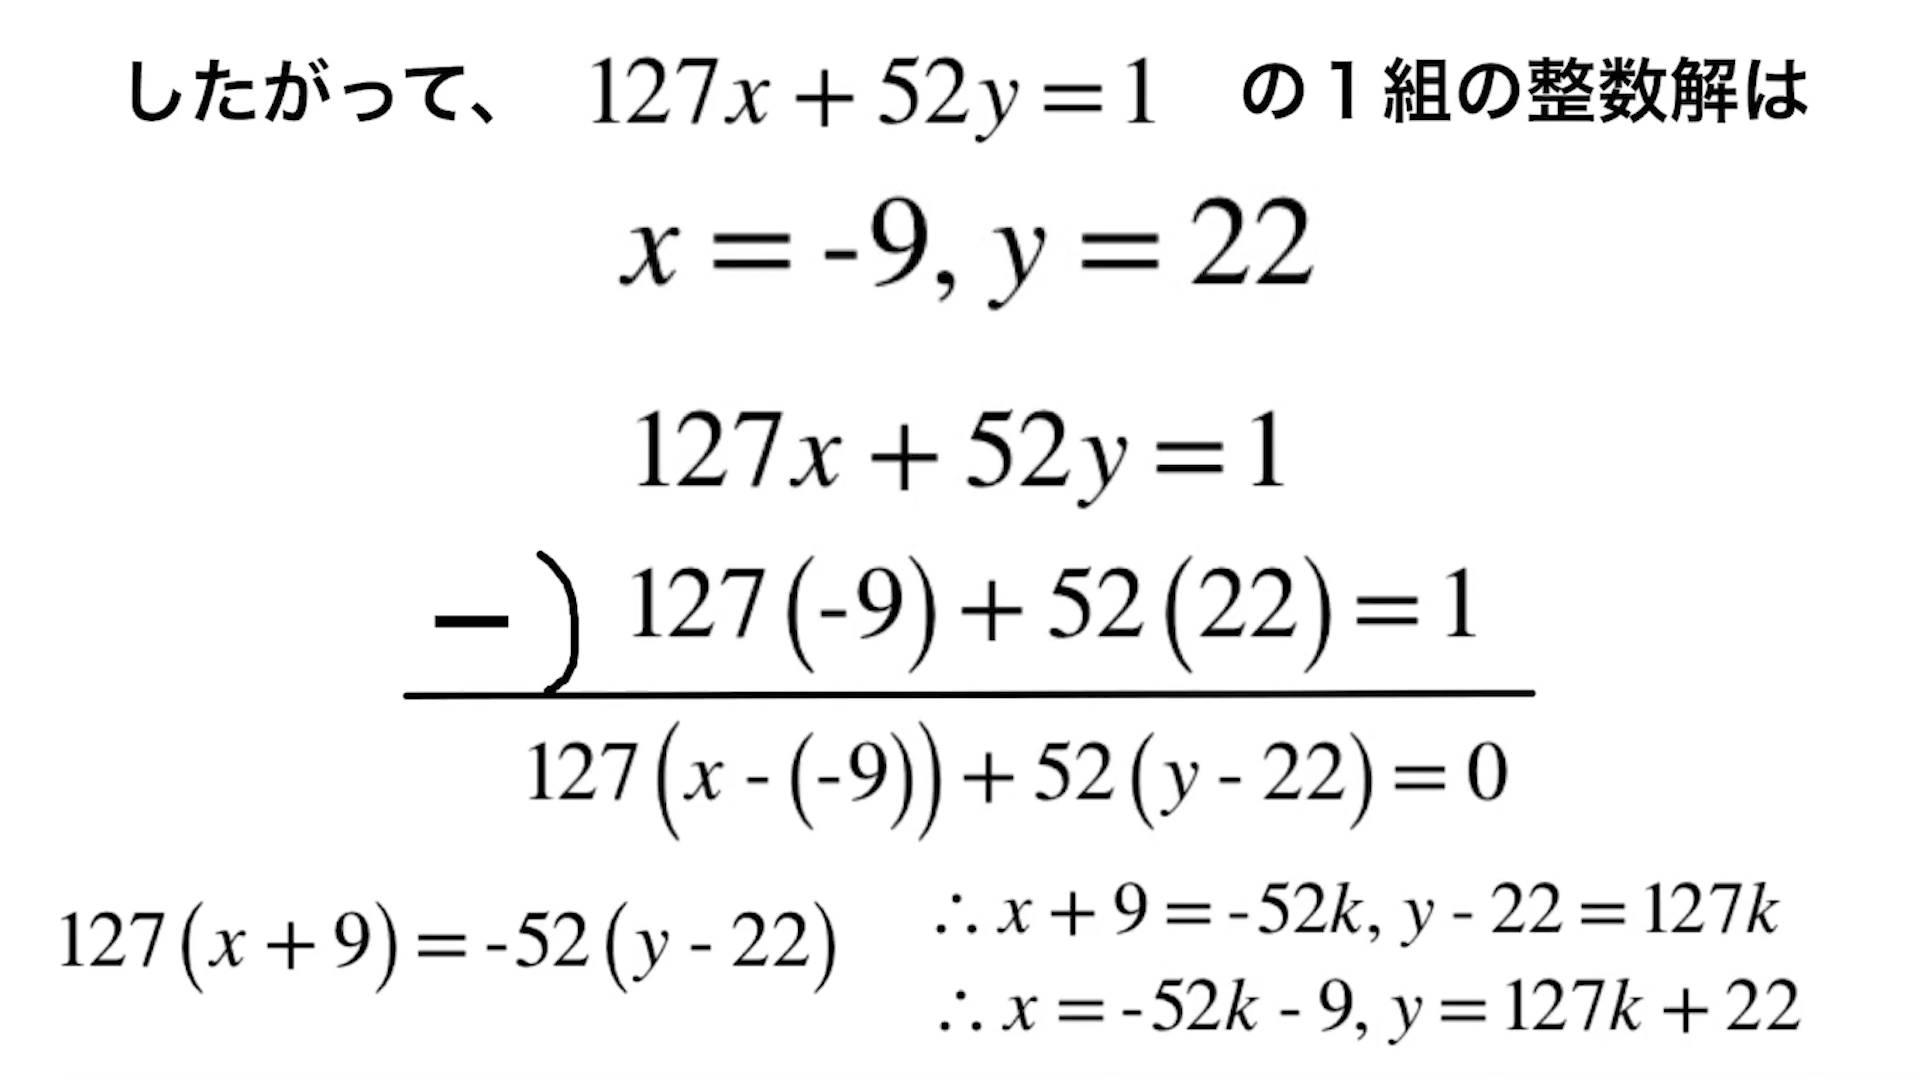 したがって、 127x + 52y = 1 の１組の整数解は
x = -9, y = 22
127x + 52y = 1
−) 127(-9) + 52(22) = 1
127(x - (-9)) + 52(y - 22) = 0
127(x + 9) = -52(y - 22)
∴ x + 9 = -52k, y - 22 = 127k
∴ x = -52k - 9, y = 127k + 22